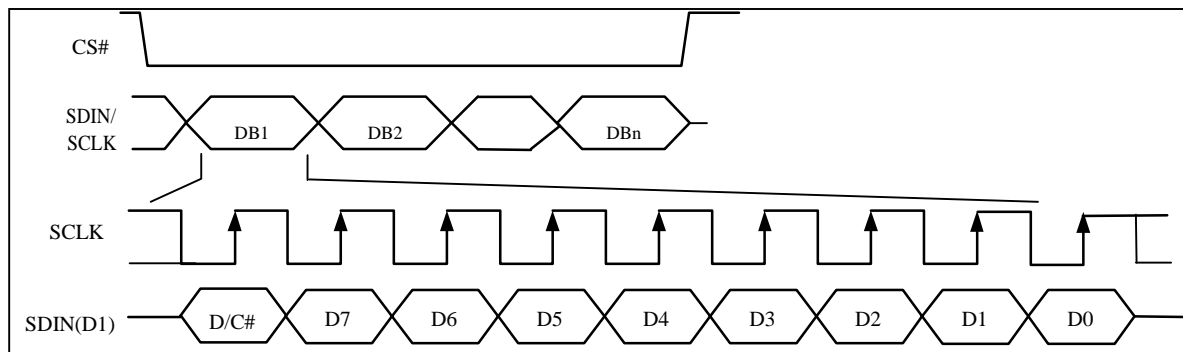 CS#
SDIN/
SCLK
DB1 DB2 DBn
SCLK
SDIN(D1) D/C# D7 D6 D5 D4 D3 D2 D1 D0